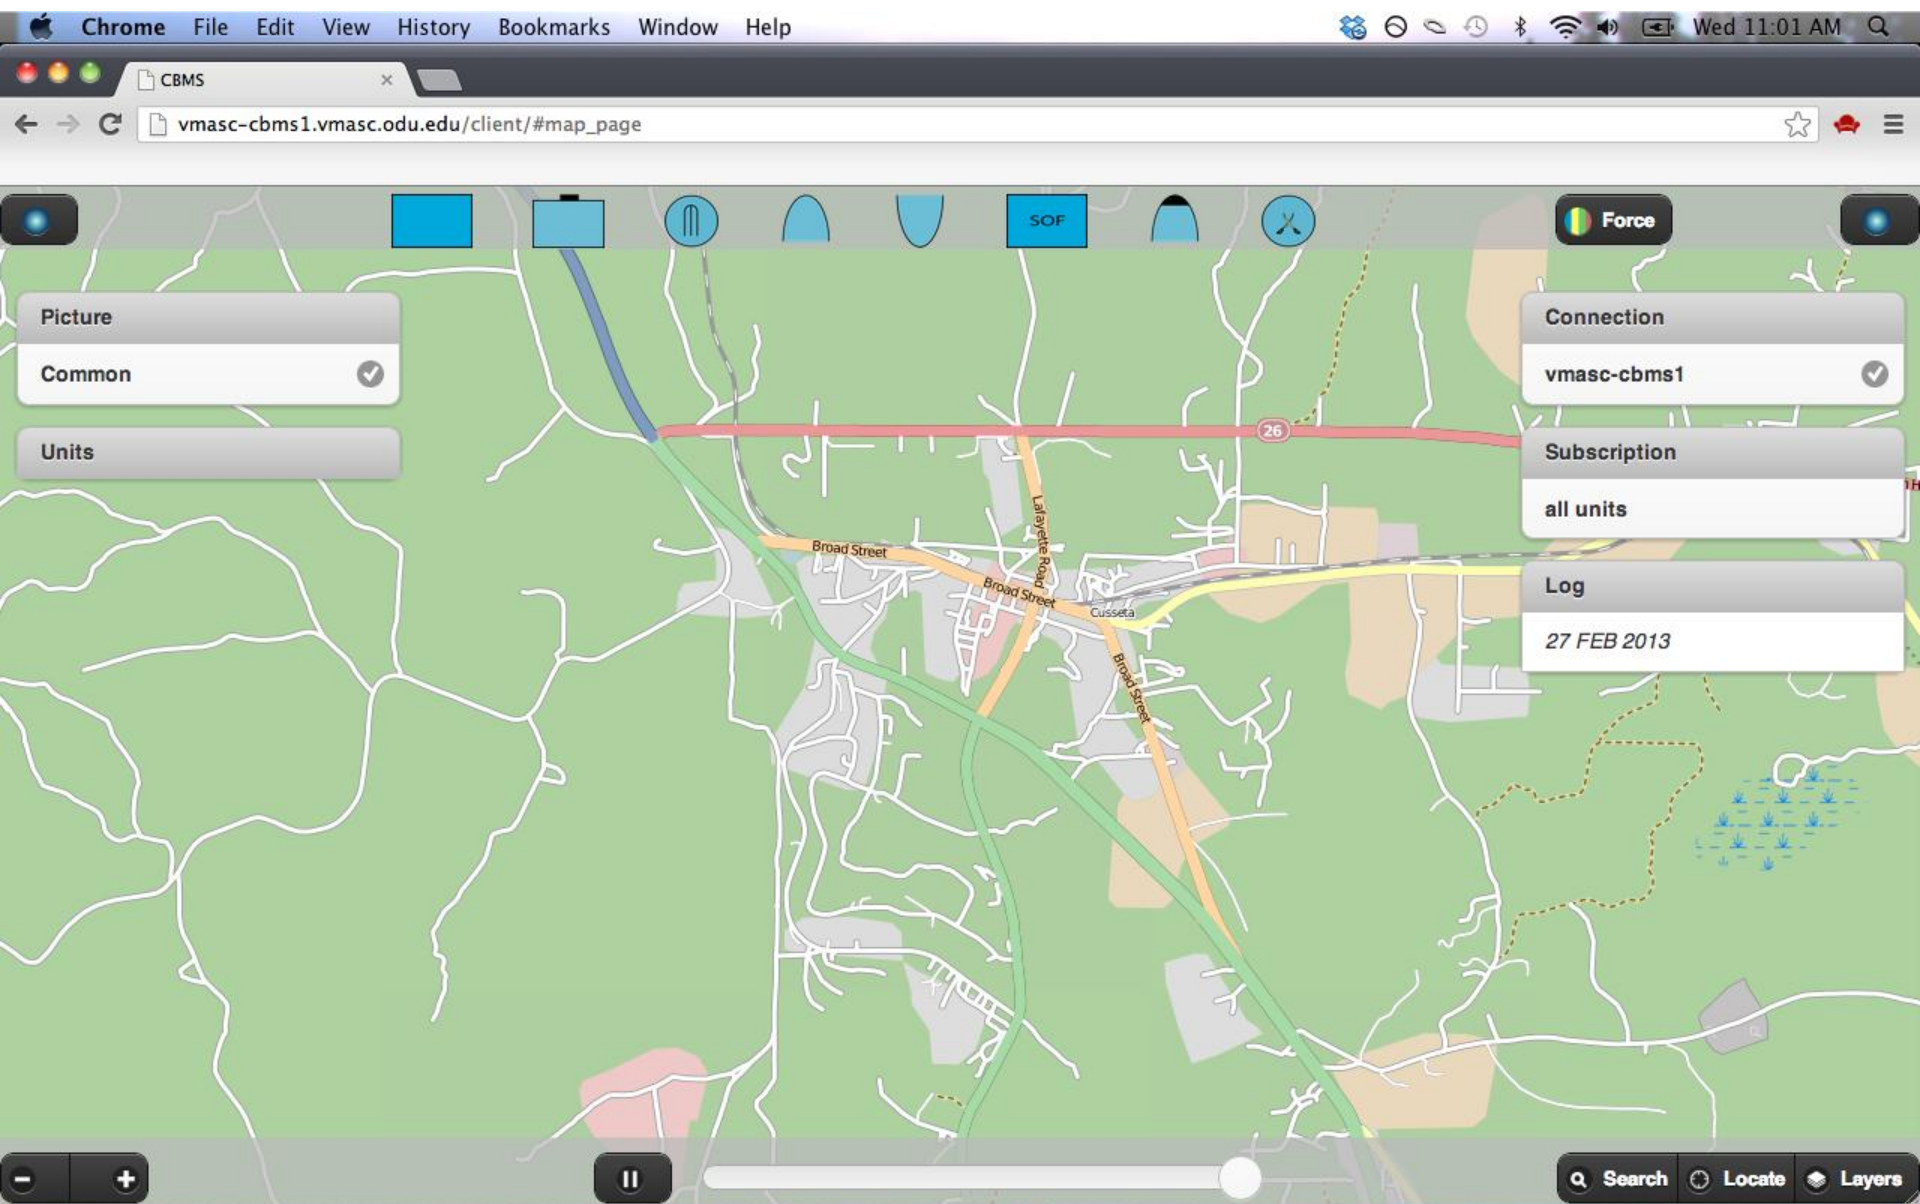 Chrome File Edit View History Bookmarks Window Help Wed 11:01 AM
CBMS
vmasc-cbms1.vmasc.odu.edu/client/#map_page
SOF
Force
Picture
Common
Units
Connection
vmasc-cbms1
Subscription
all units
Log
27 FEB 2013
26
Lafayette Road
Broad Street
Broad Street
Cusseta
Broad Street
Search Locate Layers